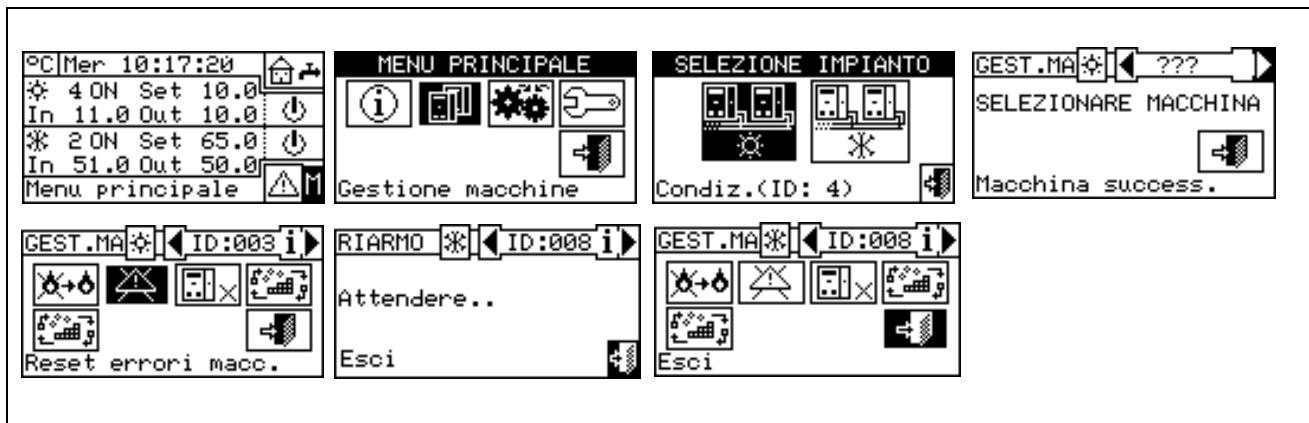 °C Mer 10:17:20
4 ON Set 10.0
In 11.0 Out 10.0
2 ON Set 65.0
In 51.0 Out 50.0
Menu principale M
MENU PRINCIPALE
i
Gestione macchine
SELEZIONE IMPIANTO
Condiz.(ID: 4)
GEST.MA ???
SELEZIONARE MACCHINA
Macchina success.
GEST.MA ID:003 i
Reset errori macc.
RIARMO ID:008 i
Attendere..
Esci
GEST.MA ID:008 i
Esci